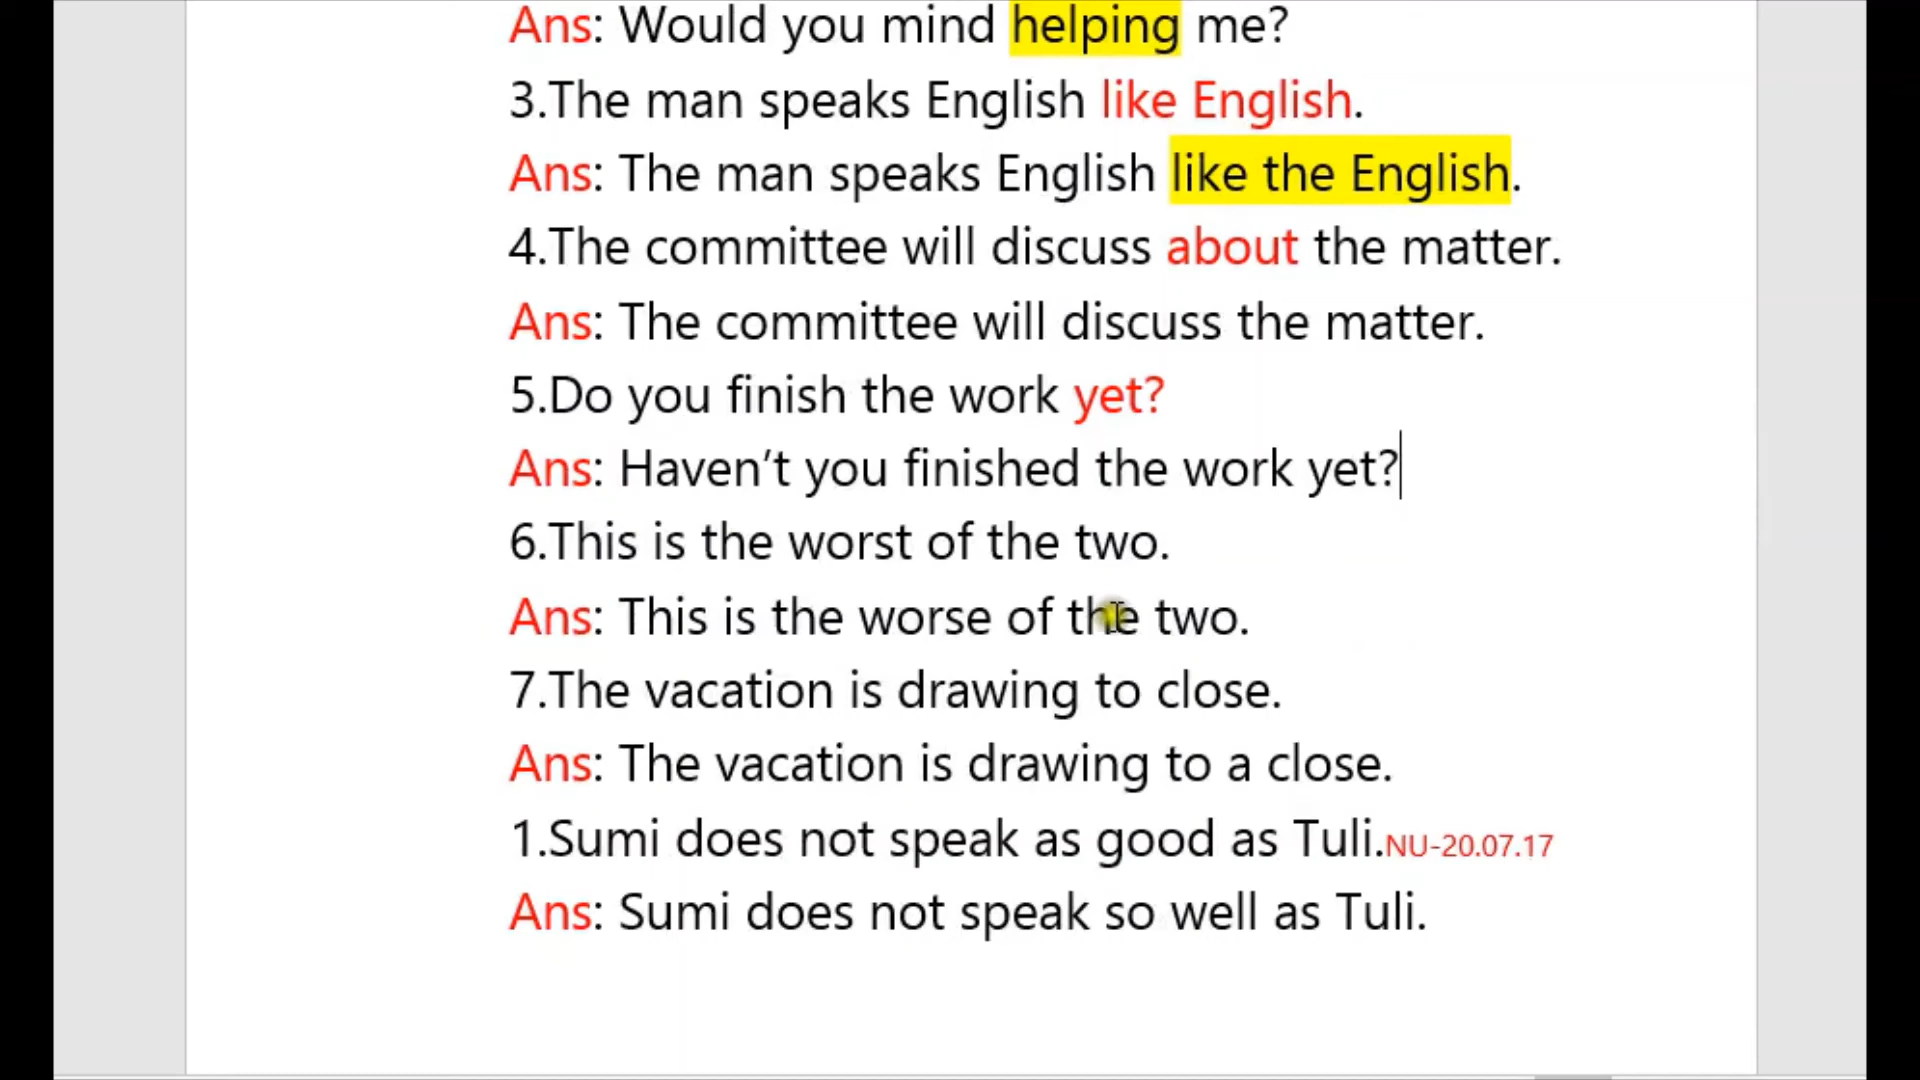 Ans: Would you mind helping me?
3.The man speaks English like English.
Ans: The man speaks English like the English.
4.The committee will discuss about the matter.
Ans: The committee will discuss the matter.
5.Do you finish the work yet?
Ans: Haven’t you finished the work yet?
6.This is the worst of the two.
Ans: This is the worse of the two.
7.The vacation is drawing to close.
Ans: The vacation is drawing to a close.
1.Sumi does not speak as good as Tuli.NU-20.07.17
Ans: Sumi does not speak so well as Tuli.